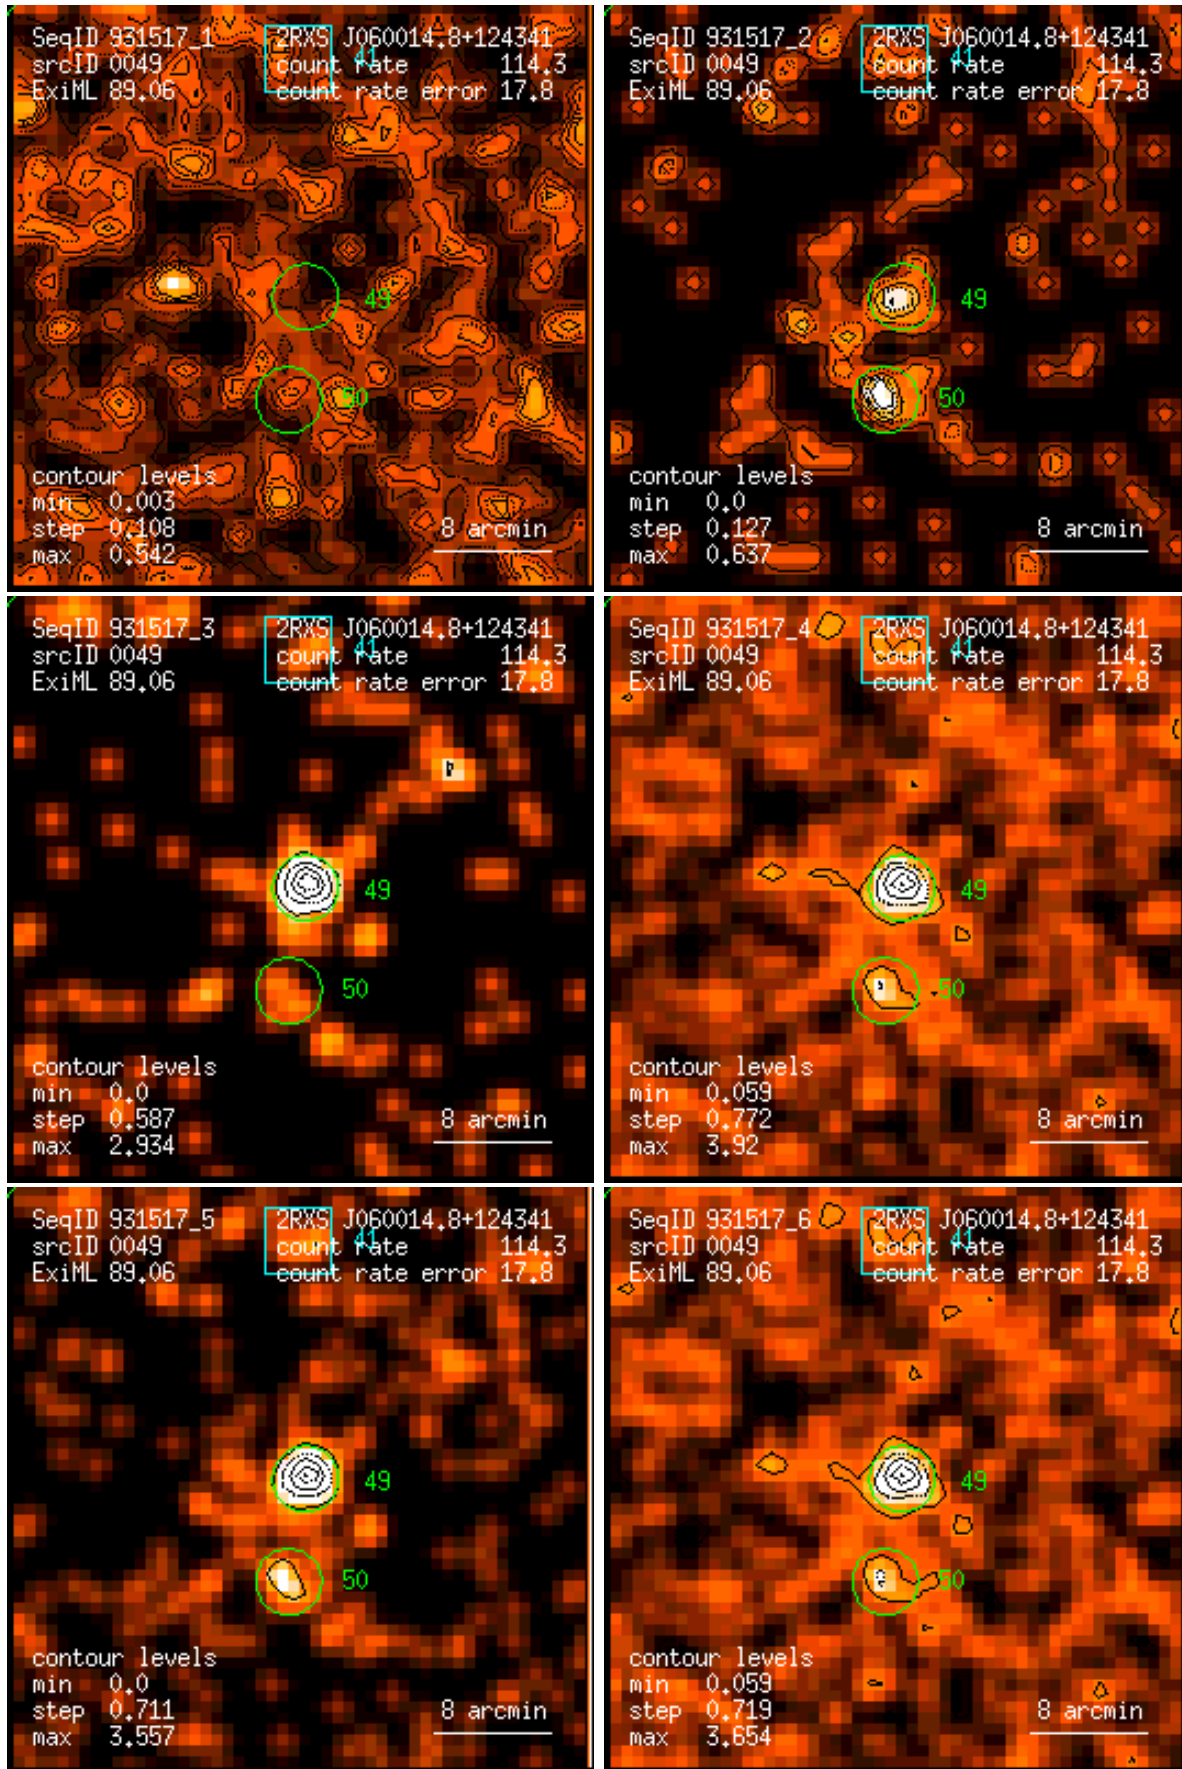 SeqID 931517_1 2RXS J060014.8+124341
srcID 0049 count rate 114.3
ExiML 89.06 count rate error 17.8
41
49
50
contour levels
min 0.003
step 0.108
max 0.542
8 arcmin
SeqID 931517_2 2RXS J060014.8+124341
srcID 0049 count rate 114.3
ExiML 89.06 count rate error 17.8
41
49
50
contour levels
min 0.0
step 0.127
max 0.637
8 arcmin
SeqID 931517_3 2RXS J060014.8+124341
srcID 0049 count rate 114.3
ExiML 89.06 count rate error 17.8
41
49
50
contour levels
min 0.0
step 0.587
max 2.934
8 arcmin
SeqID 931517_4 2RXS J060014.8+124341
srcID 0049 count rate 114.3
ExiML 89.06 count rate error 17.8
41
49
50
contour levels
min 0.059
step 0.772
max 3.92
8 arcmin
SeqID 931517_5 2RXS J060014.8+124341
srcID 0049 count rate 114.3
ExiML 89.06 count rate error 17.8
41
49
50
contour levels
min 0.0
step 0.711
max 3.557
8 arcmin
SeqID 931517_6 2RXS J060014.8+124341
srcID 0049 count rate 114.3
ExiML 89.06 count rate error 17.8
41
49
50
contour levels
min 0.059
step 0.719
max 3.654
8 arcmin